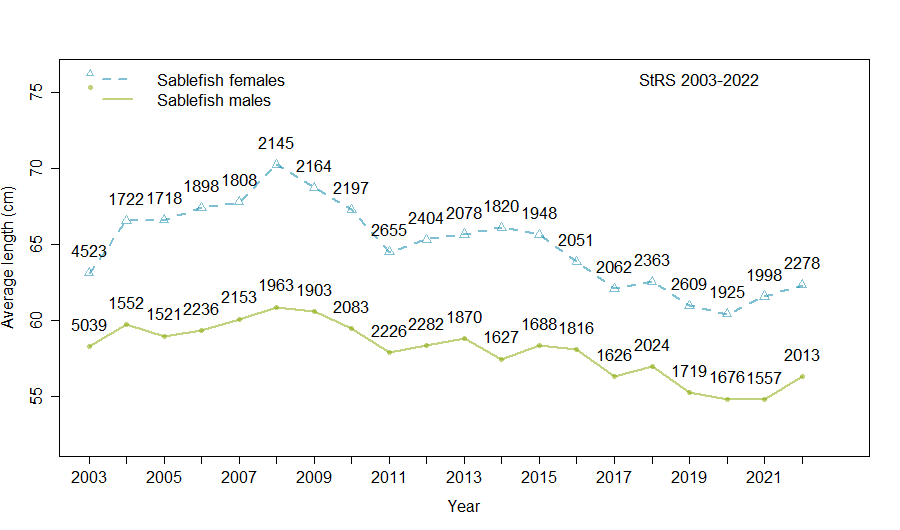 Sablefish females
Sablefish males
StRS 2003-2022
Average length (cm)
75
70
65
60
55
4523 1722 1718 1898 1808 2145 2164 2197 2655 2404 2078 1820 1948 2051 2062 2363 2609 1925 1998 2278
5039 1552 1521 2236 2153 1963 1903 2083 2226 2282 1870 1627 1688 1816 1626 2024 1719 1676 1557 2013
2003 2005 2007 2009 2011 2013 2015 2017 2019 2021
Year